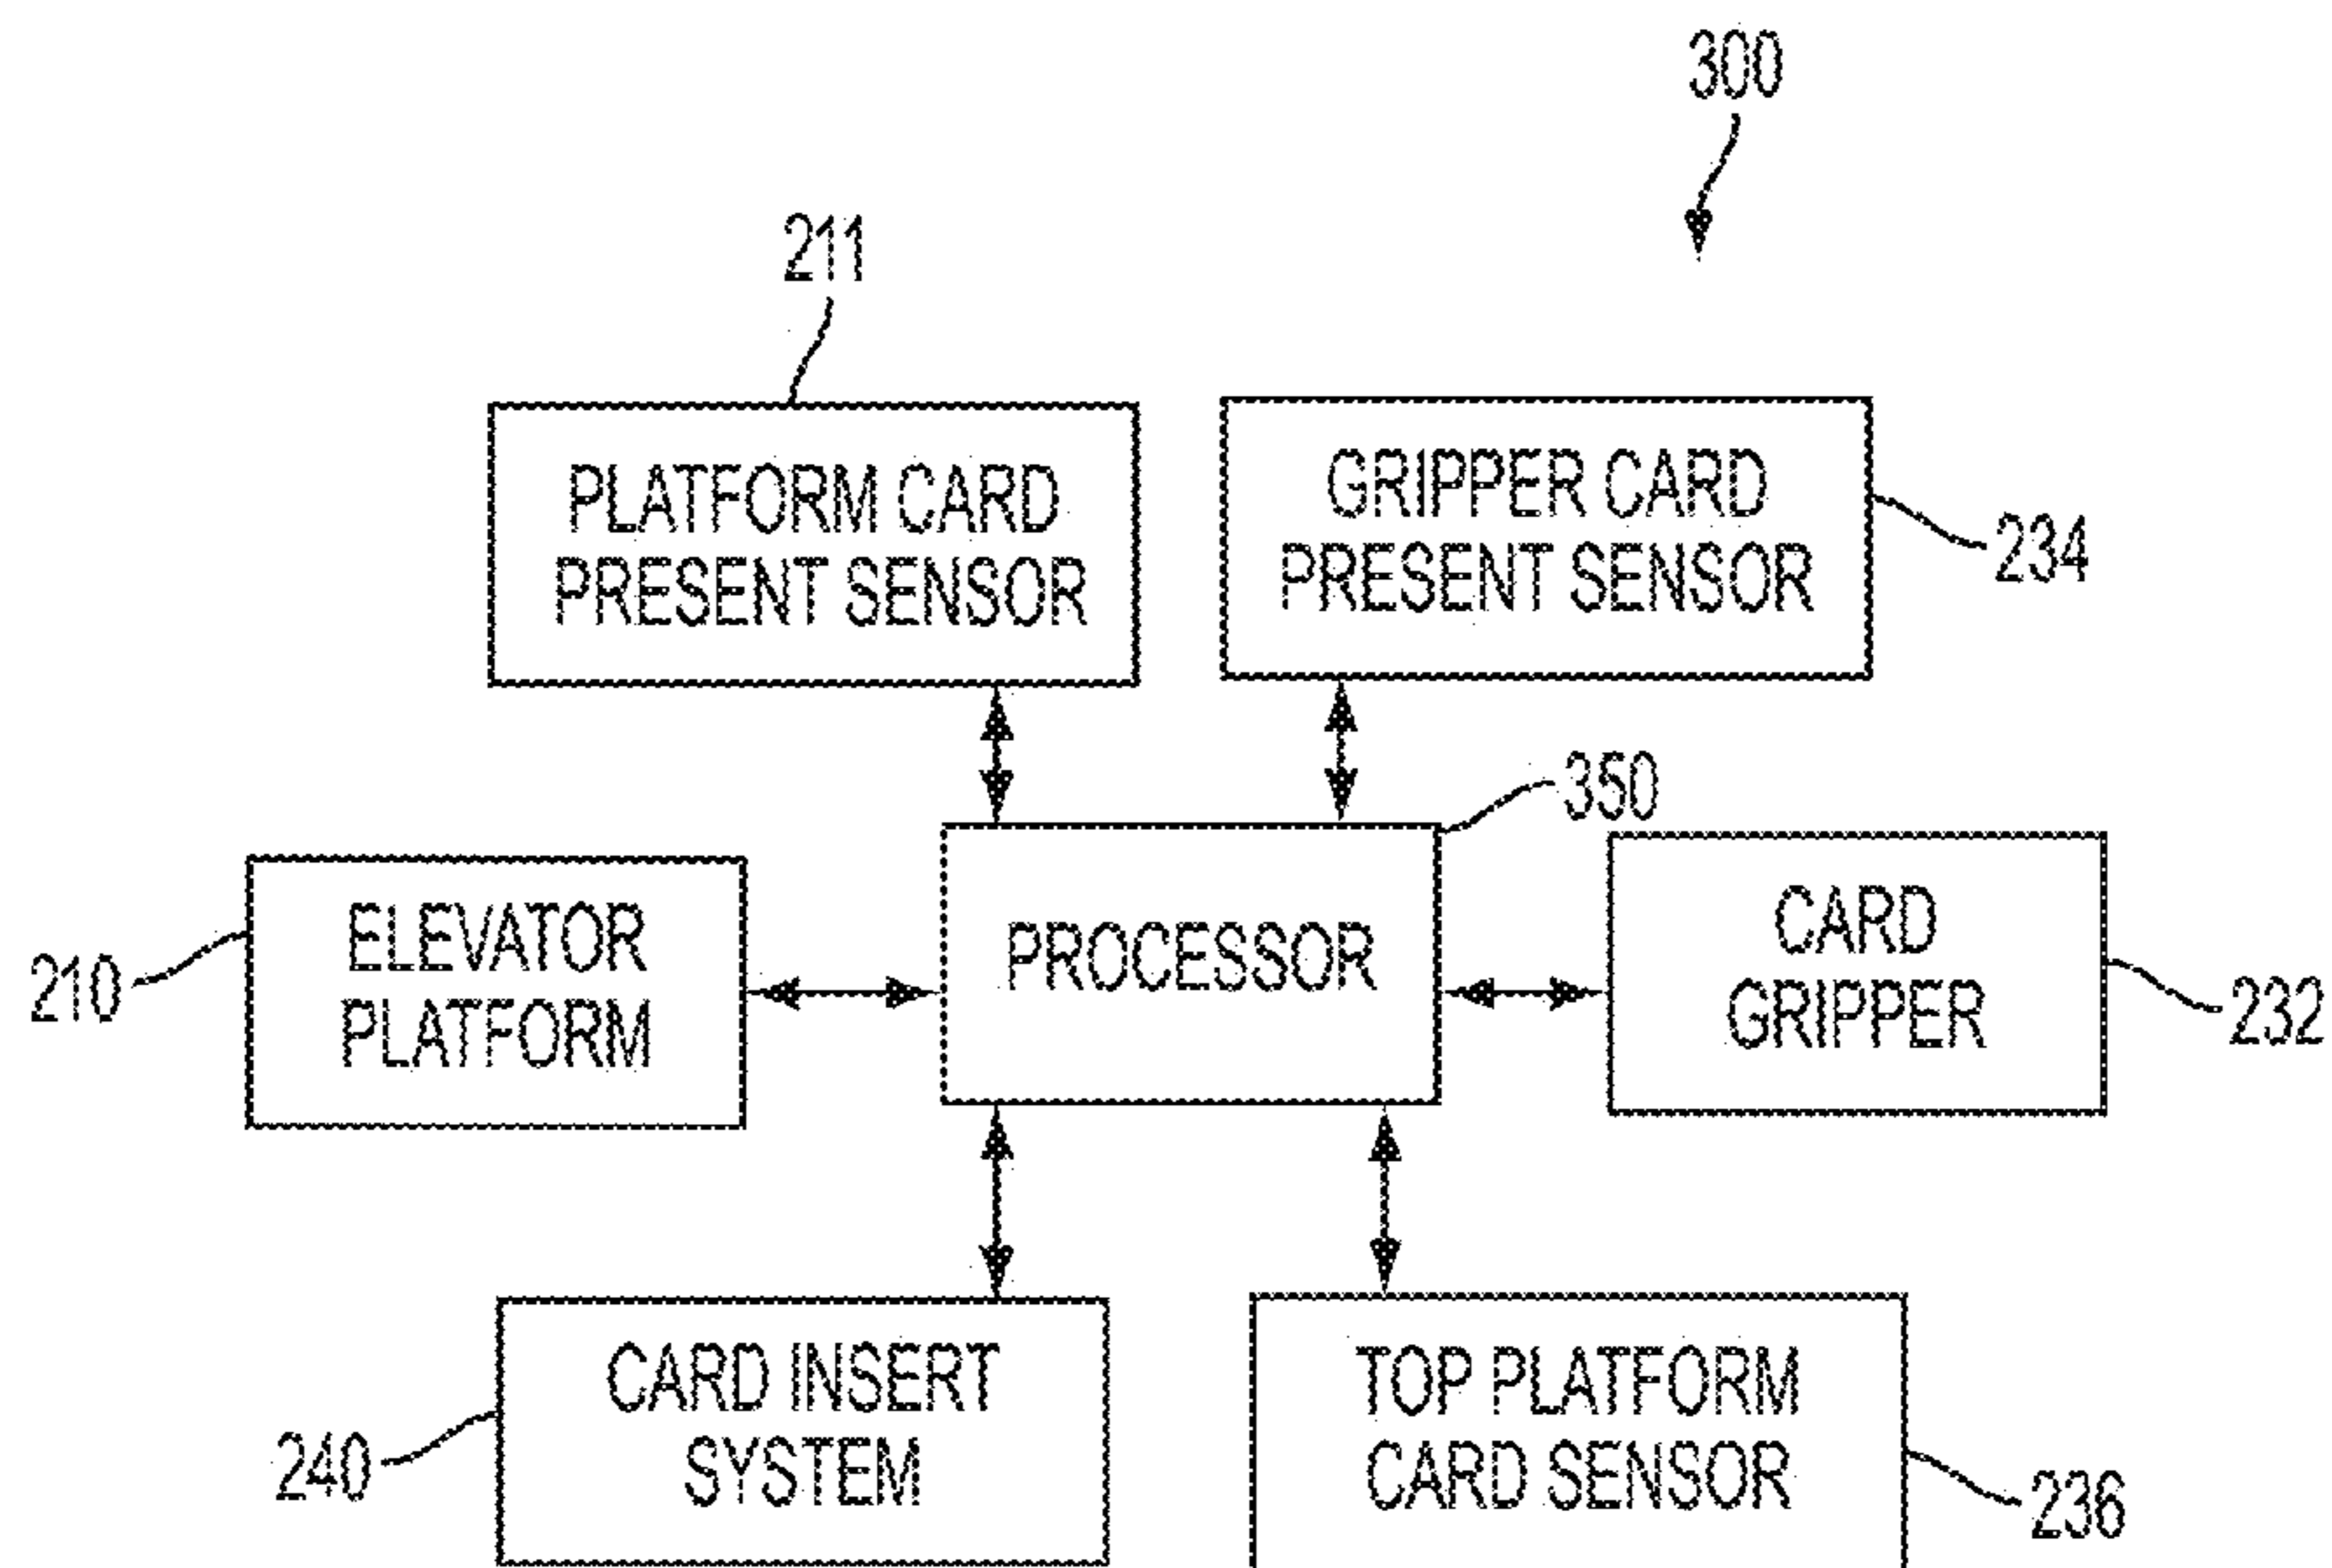 300
211
PLATFORM CARD
PRESENT SENSOR
GRIPPER CARD
PRESENT SENSOR
234
350
ELEVATOR
PLATFORM
210
PROCESSOR
CARD
GRIPPER
232
CARD INSERT
SYSTEM
240
TOP PLATFORM
CARD SENSOR
236